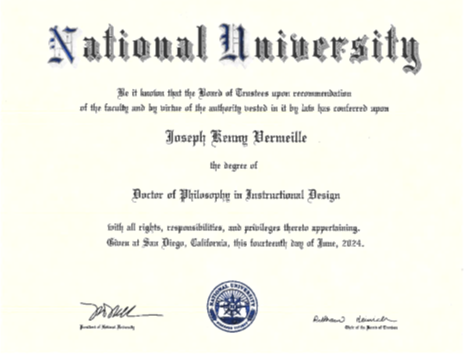 National University
Be it known that the Board of Trustees upon recommendation
of the faculty and by virtue of the authority vested in it by law has conferred upon
Joseph Kenny Vermeille
the degree of
Doctor of Philosophy in Instructional Design
with all rights, responsibilities, and privileges thereto appertaining.
Given at San Diego, California, this fourteenth day of June, 2024.
NATIONAL UNIVERSITY
President of National University
Chair of the Board of Trustees